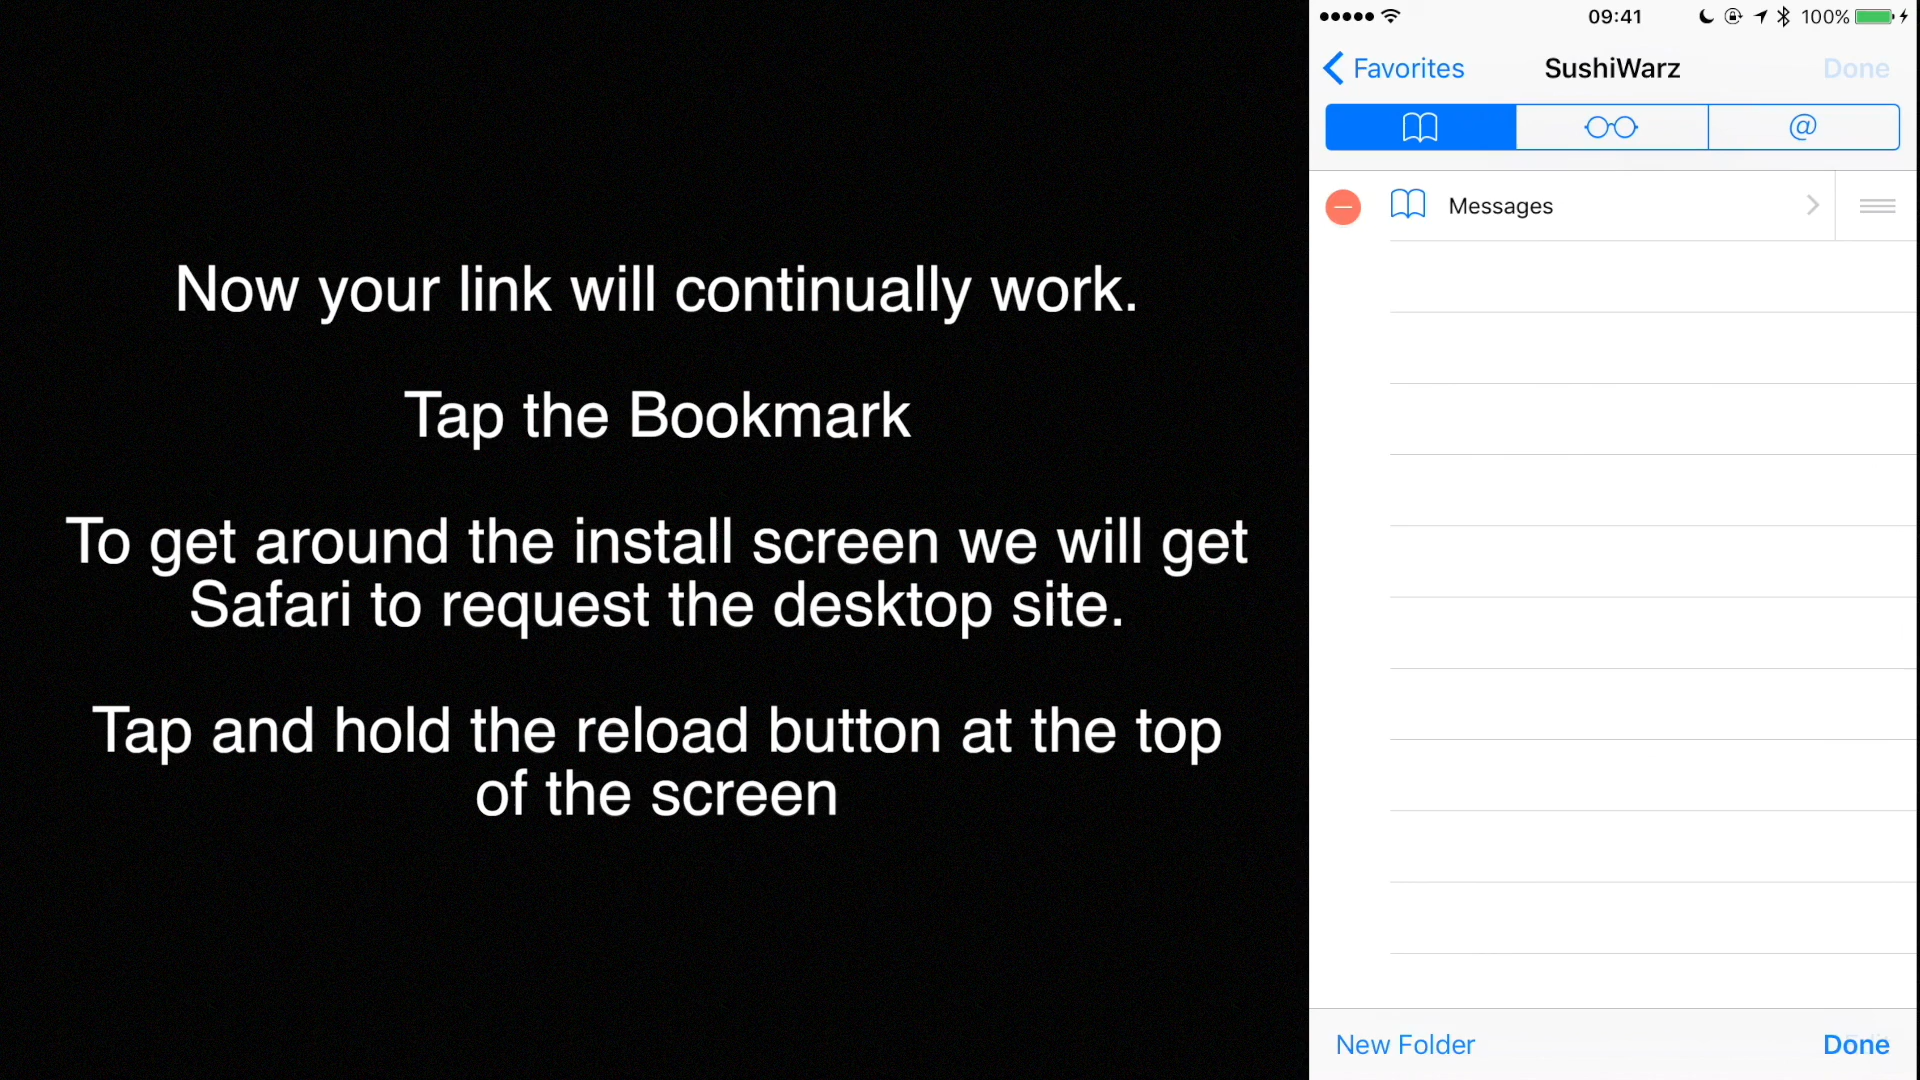 Now your link will continually work.
Tap the Bookmark
To get around the install screen we will get
Safari to request the desktop site.
Tap and hold the reload button at the top
of the screen
09:41
100%
Favorites
SushiWarz
Done
@
Messages
New Folder
Done